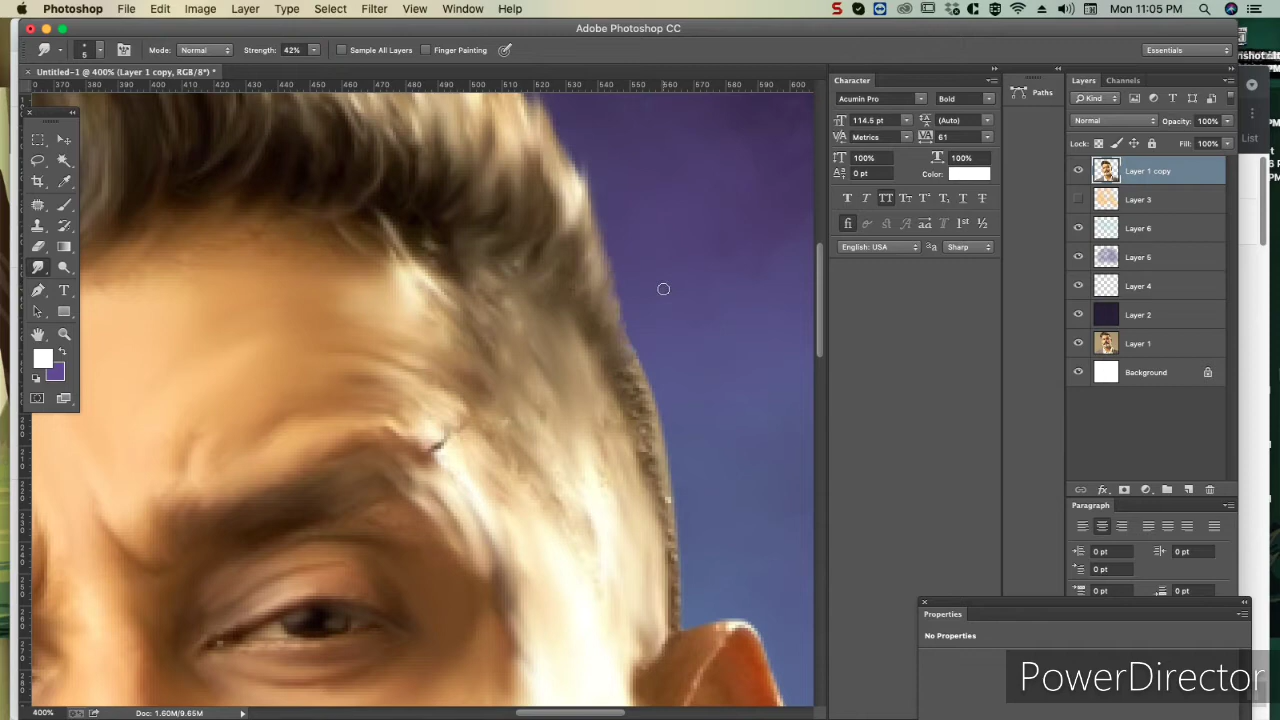 Photoshop File Edit Image Layer Type Select Filter View Window Help Mon 11:05 PM
Adobe Photoshop CC
5 Mode: Normal Strength: 42% Sample All Layers Finger Painting Essentials
Untitled-1 @ 400% (Layer 1 copy, RGB/8*) *
Character
Paths
Layers Channels
Acumin Pro Bold
Kind
114.5 pt (Auto)
Normal Opacity: 100%
Metrics 61
Lock: Fill: 100%
100% 100%
0 pt Color:
English: USA Sharp
Layer 1 copy
Layer 3
Layer 6
Layer 5
Layer 4
Layer 2
Layer 1
Background
Paragraph
0 pt 0 pt
0 pt
0 pt 0 pt
Properties
No Properties
List
400% Doc: 1.60M/9.65M
PowerDirector